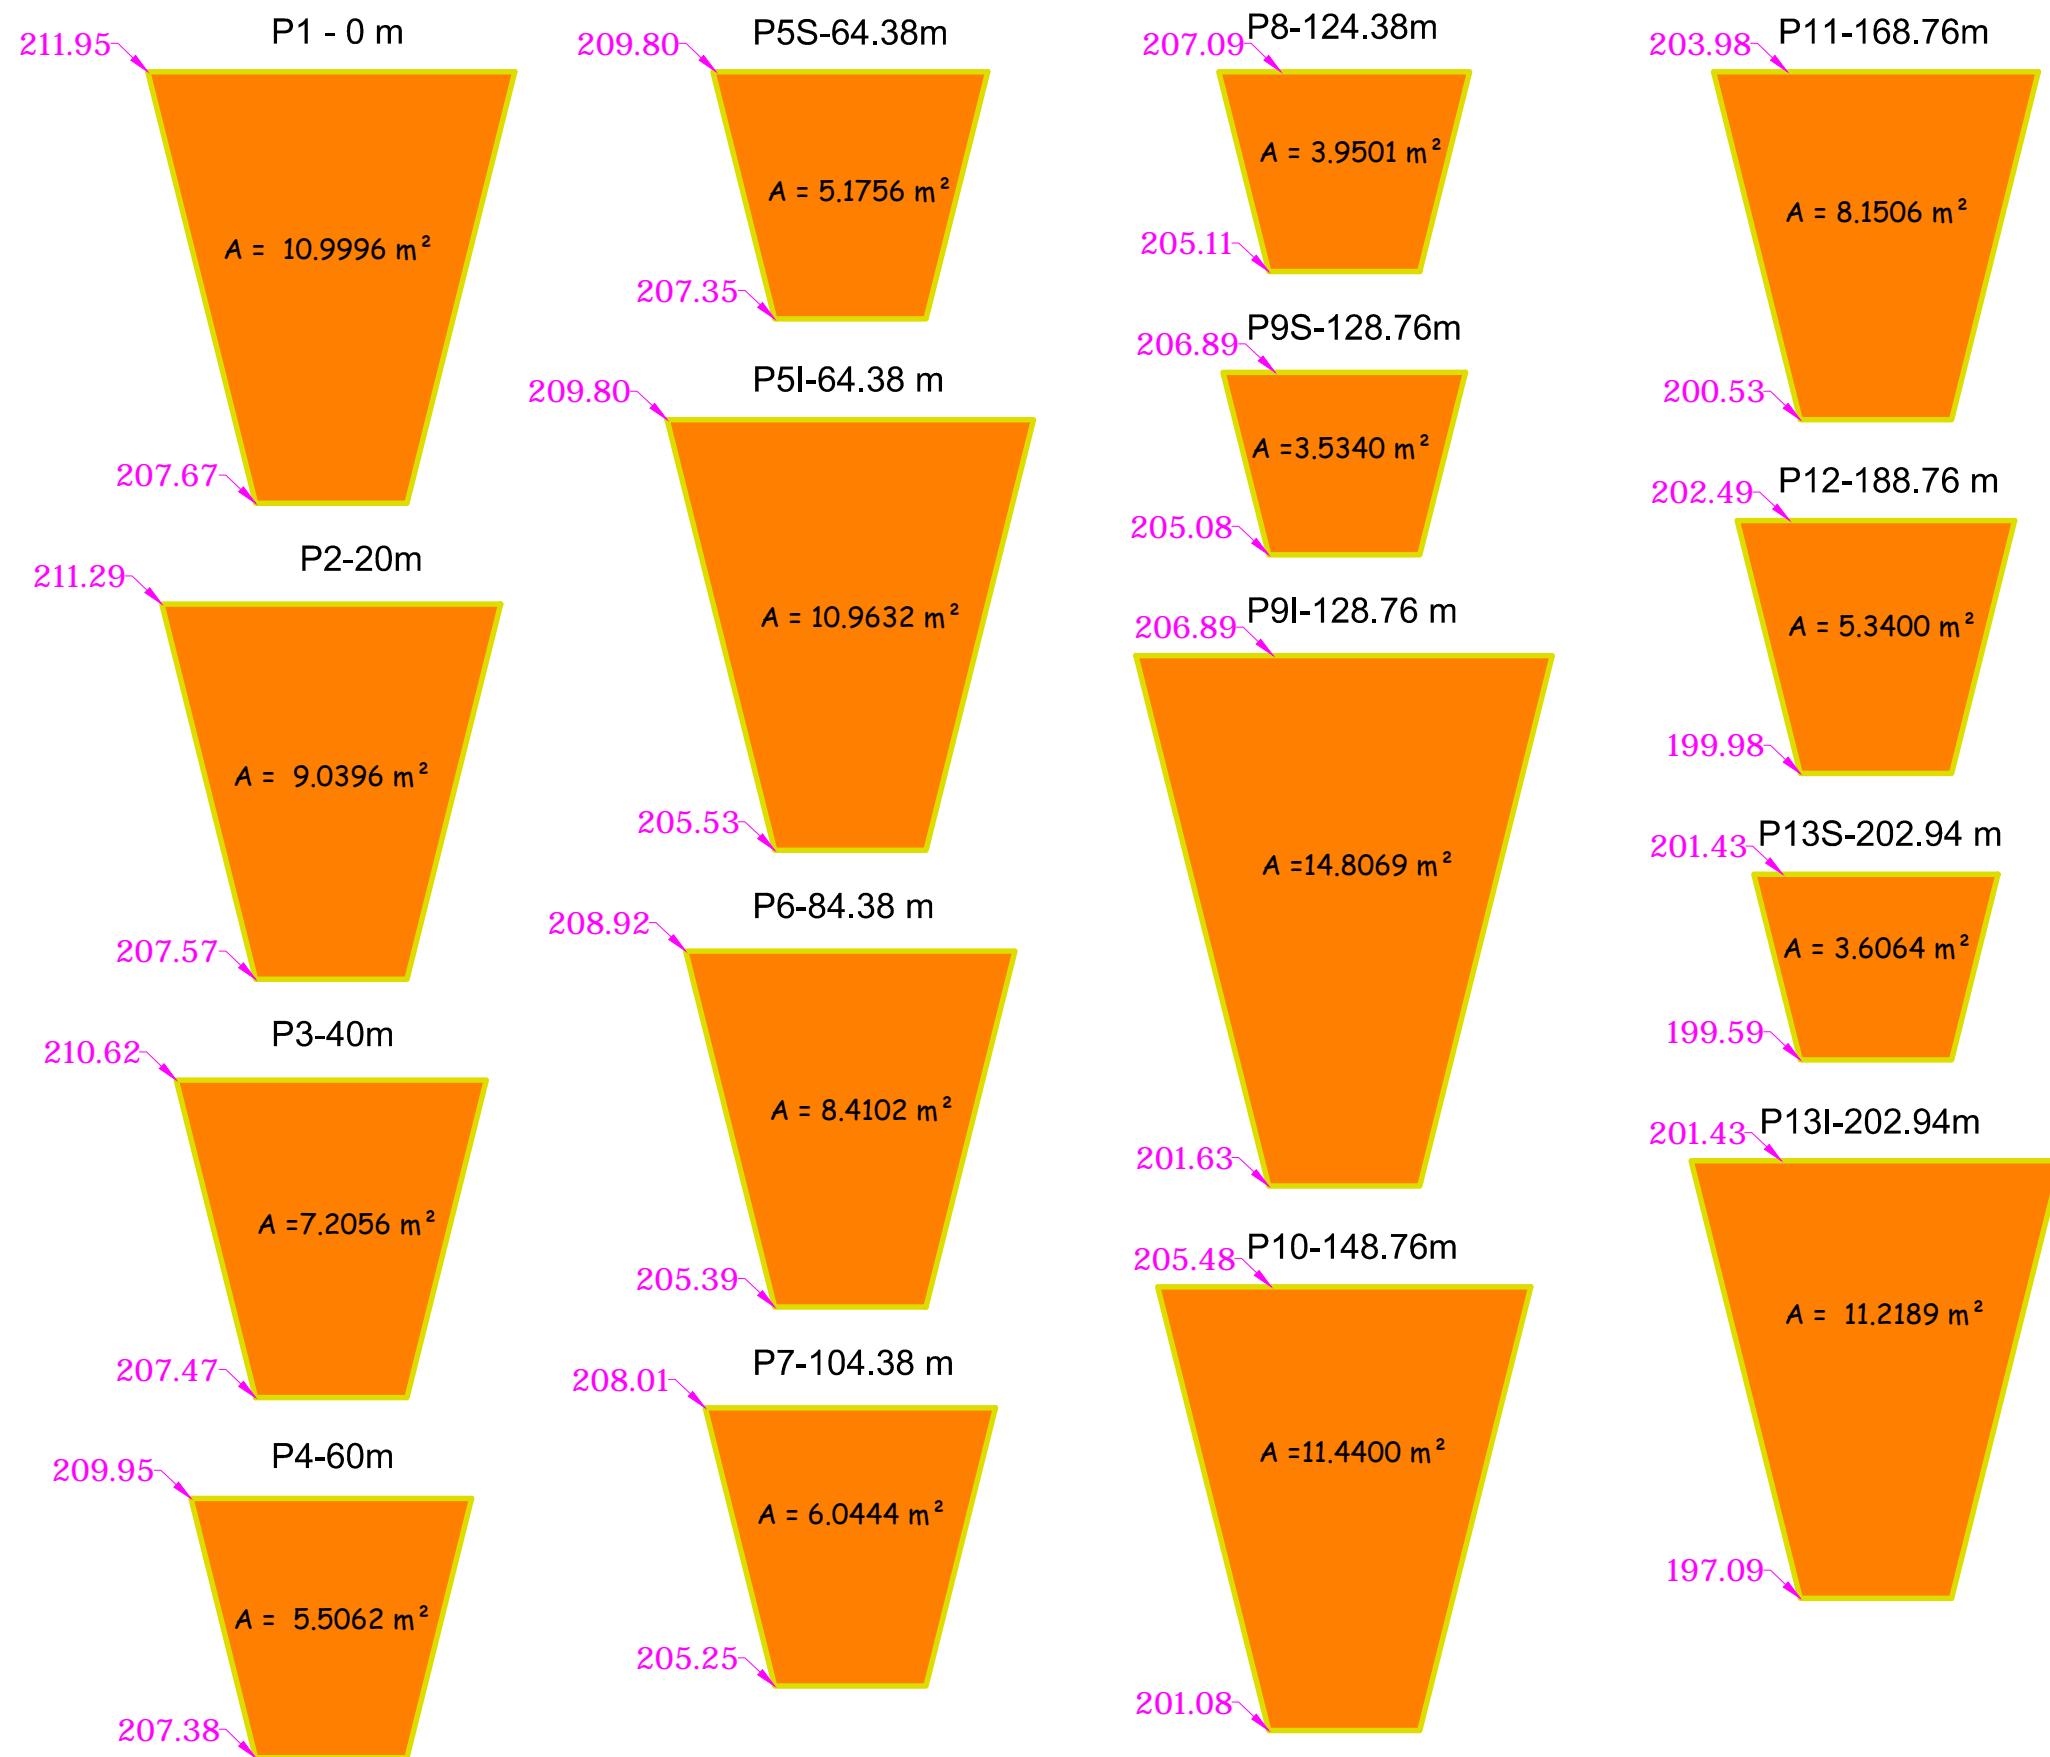 P1 - 0 m
211.95
A = 10.9996 m²
207.67
P2-20m
211.29
A = 9.0396 m²
207.57
P3-40m
210.62
A =7.2056 m²
207.47
P4-60m
209.95
A = 5.5062 m²
207.38
P5S-64.38m
209.80
A = 5.1756 m²
207.35
P5I-64.38 m
209.80
A = 10.9632 m²
205.53
P6-84.38 m
208.92
A = 8.4102 m²
205.39
P7-104.38 m
208.01
A = 6.0444 m²
205.25
P8-124.38m
207.09
A = 3.9501 m²
205.11
P9S-128.76m
206.89
A =3.5340 m²
205.08
P9I-128.76 m
206.89
A =14.8069 m²
201.63
P10-148.76m
205.48
A =11.4400 m²
201.08
P11-168.76m
203.98
A = 8.1506 m²
200.53
P12-188.76 m
202.49
A = 5.3400 m²
199.98
P13S-202.94 m
201.43
A = 3.6064 m²
199.59
P13I-202.94m
201.43
A = 11.2189 m²
197.09